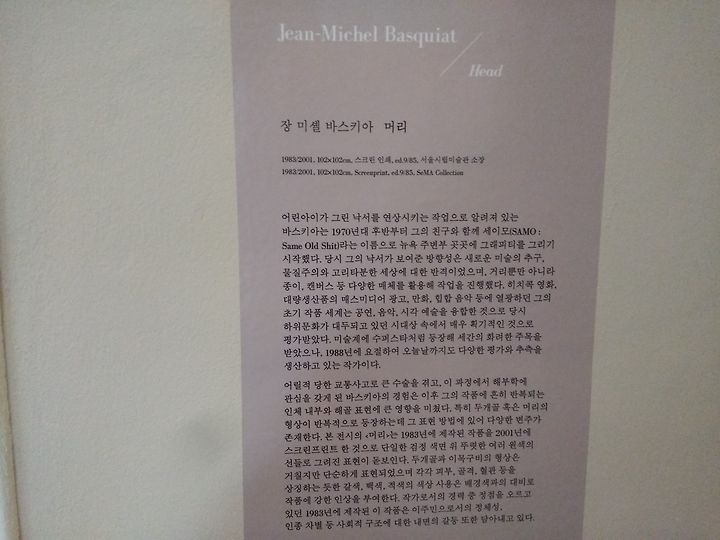 Jean-Michel Basquiat
Head
장 미셸 바스키아 머리
1983/2001, 102×102cm, 스크린 인쇄, ed.9/85, 서울시립미술관 소장
1983/2001, 102×102cm, Screenprint, ed.9/85, SeMA Collection
어린아이가 그린 낙서를 연상시키는 작업으로 알려져 있는
바스키아는 1970년대 후반부터 그의 친구와 함께 세이모(SAMO :
Same Old Shit)라는 이름으로 뉴욕 주변부 곳곳에 그래피티를 그리기
시작했다. 당시 그의 낙서가 보여준 방향성은 새로운 미술의 추구,
물질주의와 고리타분한 세상에 대한 반격이었으며, 거리뿐만 아니라
종이, 캔버스 등 다양한 매체를 활용해 작업을 진행했다. 히치콕 영화,
대량생산품의 매스미디어 광고, 만화, 힙합 음악 등에 열광하던 그의
초기 작품 세계는 공연, 음악, 시각 예술을 융합한 것으로 당시
하위문화가 대두되고 있던 시대상 속에서 매우 획기적인 것으로
평가받았다. 미술계에 수퍼스타처럼 등장해 세간의 화려한 주목을
받았으나, 1988년에 요절하여 오늘날까지도 다양한 평가와 추측을
생산하고 있는 작가이다.
어릴적 당한 교통사고로 큰 수술을 겪고, 이 과정에서 해부학에
관심을 갖게 된 바스키아의 경험은 이후 그의 작품에 흔히 반복되는
인체 내부와 해골 표현에 큰 영향을 미쳤다. 특히 두개골 혹은 머리의
형상이 반복적으로 등장하는데 그 표현 방법에 있어 다양한 변주가
존재한다. 본 전시의 <머리>는 1983년에 제작된 작품을 2001년에
스크린프린트 한 것으로 단일한 검정 색면 위 뚜렷한 여러 원색의
선들로 그려진 표현이 돋보인다. 두개골과 이목구비의 형상은
거칠지만 단순하게 표현되었으며 각각 피부, 골격, 혈관 등을
상징하는 듯한 갈색, 백색, 적색의 색상 사용은 배경색과의 대비로
작품에 강한 인상을 부여한다. 작가로서의 경력 중 정점을 오르고
있던 1983년에 제작된 이 작품은 이주민으로서의 정체성,
인종 차별 등 사회적 구조에 대한 내면의 갈등 또한 담아내고 있다.